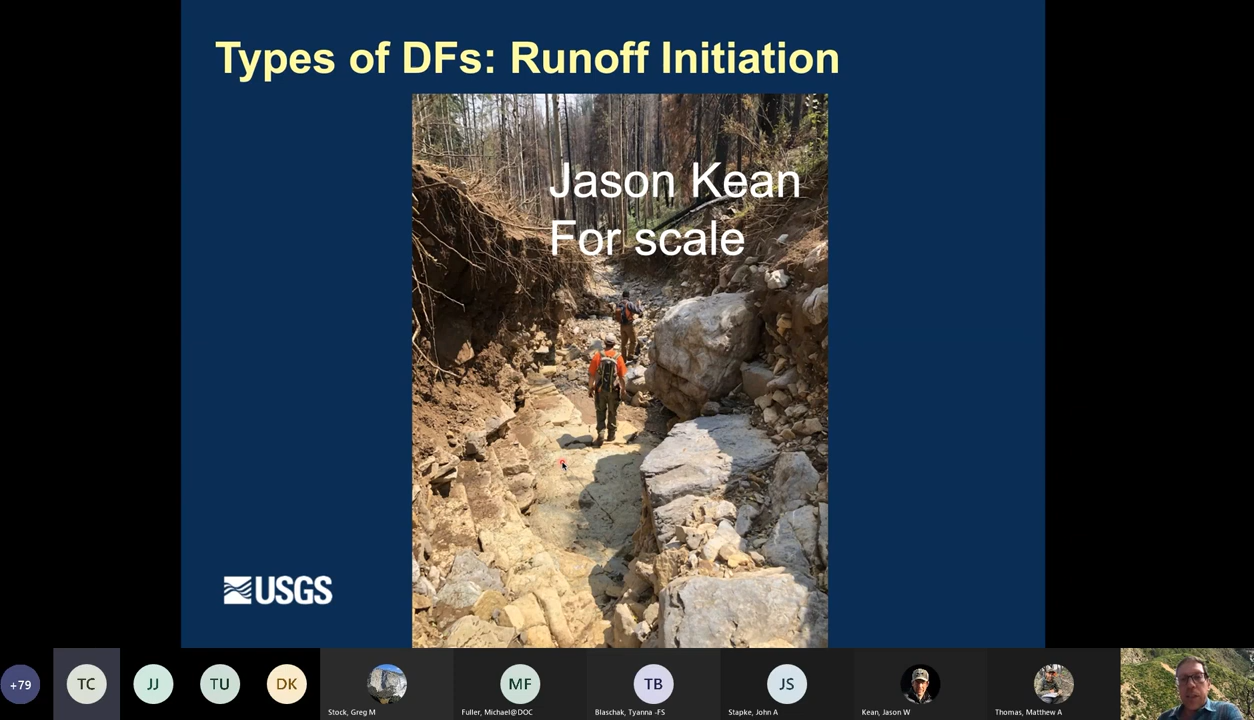 Types of DFs: Runoff Initiation
Jason Kean
For scale
USGS
+79
TC
JJ
TU
DK
Stock, Greg M
MF
Fuller, Michael@DOC
TB
Blaschak, Tyanna -FS
JS
Stapke, John A
Kean, Jason W
Thomas, Matthew A